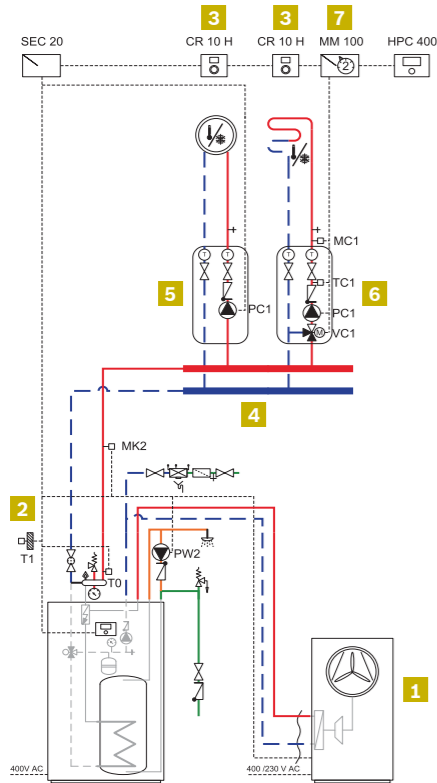 3
3
7
SEC 20
CR 10 H
CR 10 H
MM 100
HPC 400
2
T
T
T
T
MC1
5
TC1
6
PC1
PC1
M
VC1
4
MK2
2
T1
PW2
T0
1
400V AC
400 /230 V AC